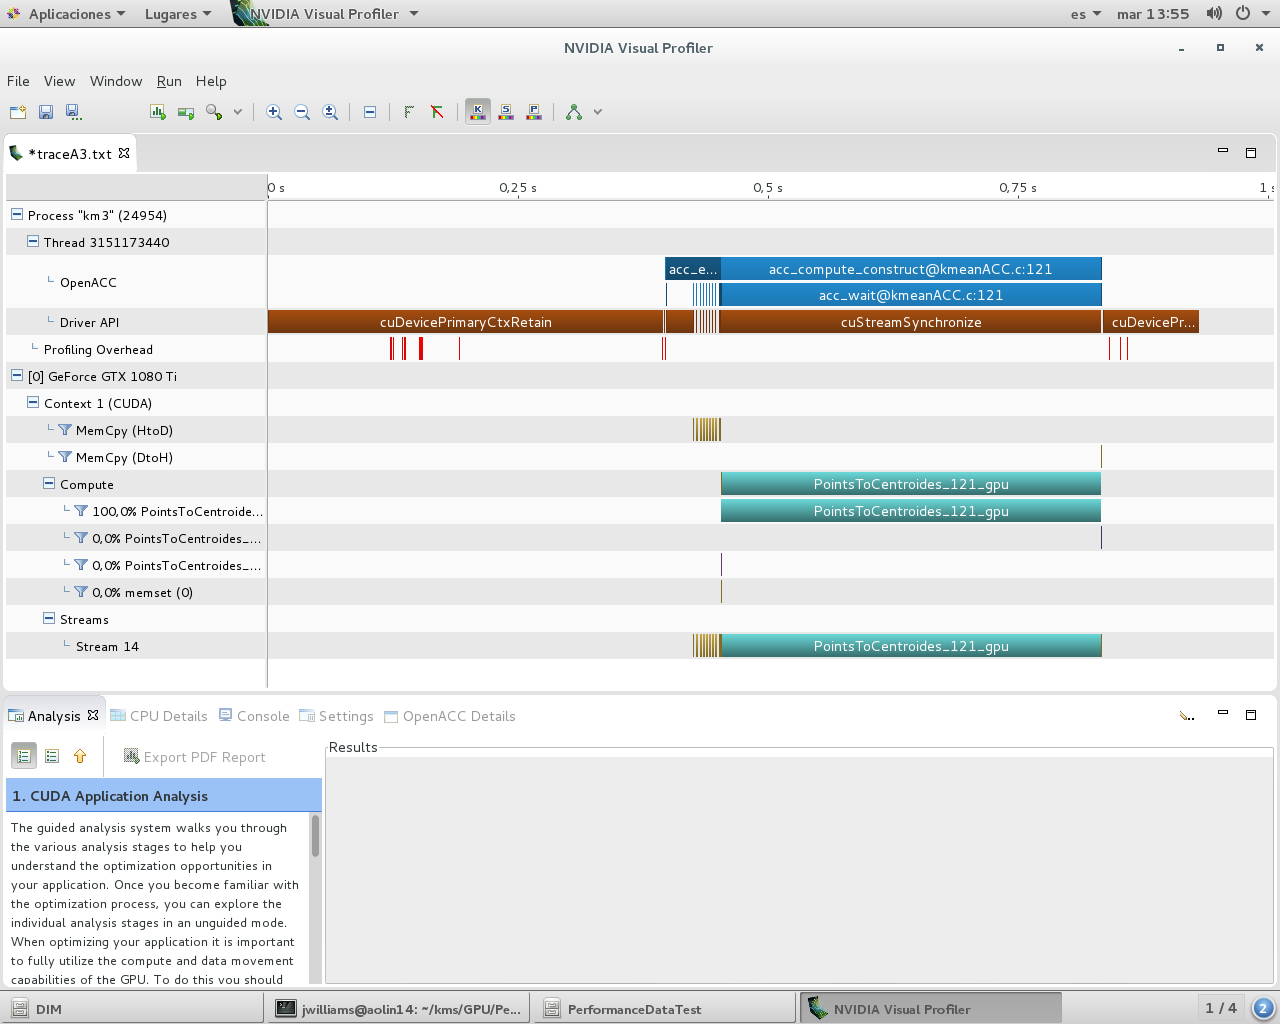 Aplicaciones Lugares NVIDIA Visual Profiler es mar 13:55
NVIDIA Visual Profiler
File View Window Run Help
K S P
*traceA3.txt
0 s 0,25 s 0,5 s 0,75 s 1 s
Process "km3" (24954)
Thread 3151173440
OpenACC
acc_e... acc_compute_construct@kmeanACC.c:121
acc_wait@kmeanACC.c:121
Driver API cuDevicePrimaryCtxRetain cuStreamSynchronize cuDevicePr...
Profiling Overhead
[0] GeForce GTX 1080 Ti
Context 1 (CUDA)
MemCpy (HtoD)
MemCpy (DtoH)
Compute PointsToCentroides_121_gpu
100,0% PointsToCentroide... PointsToCentroides_121_gpu
0,0% PointsToCentroides_...
0,0% PointsToCentroides_...
0,0% memset (0)
Streams
Stream 14 PointsToCentroides_121_gpu
Analysis CPU Details Console Settings OpenACC Details
Export PDF Report
Results
1. CUDA Application Analysis
The guided analysis system walks you through
the various analysis stages to help you
understand the optimization opportunities in
your application. Once you become familiar with
the optimization process, you can explore the
individual analysis stages in an unguided mode.
When optimizing your application it is important
to fully utilize the compute and data movement
capabilities of the GPU. To do this you should
DIM jwilliams@aolin14: ~/kms/GPU/Pe... PerformanceDataTest NVIDIA Visual Profiler 1 / 4 2